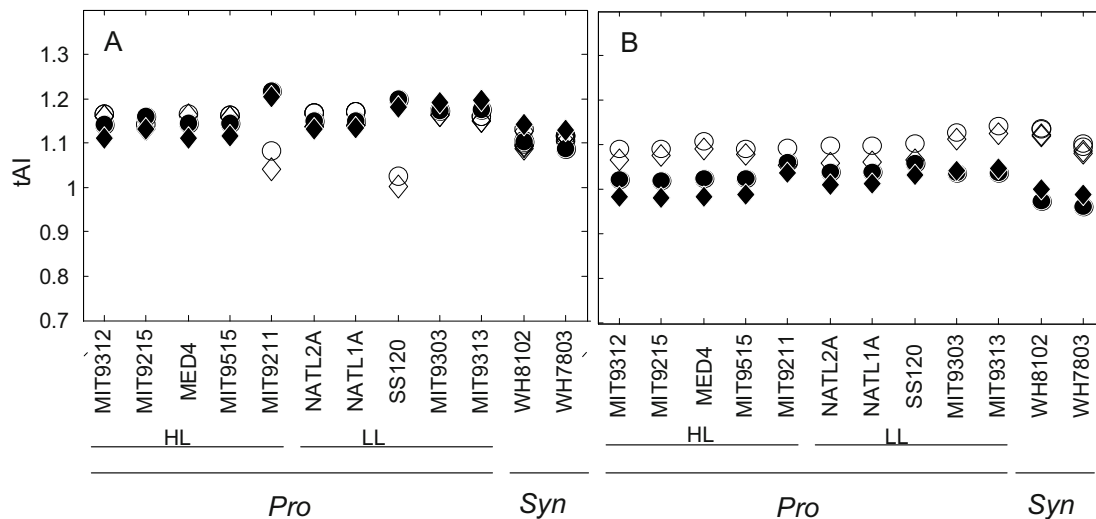 A
B
tAI
1.3
1.2
1.1
1
0.9
0.8
0.7
MIT9312
MIT9215
MED4
MIT9515
MIT9211
NATL2A
NATL1A
SS120
MIT9303
MIT9313
WH8102
WH7803
MIT9312
MIT9215
MED4
MIT9515
MIT9211
NATL2A
NATL1A
SS120
MIT9303
MIT9313
WH8102
WH7803
HL
LL
HL
LL
Pro
Syn
Pro
Syn